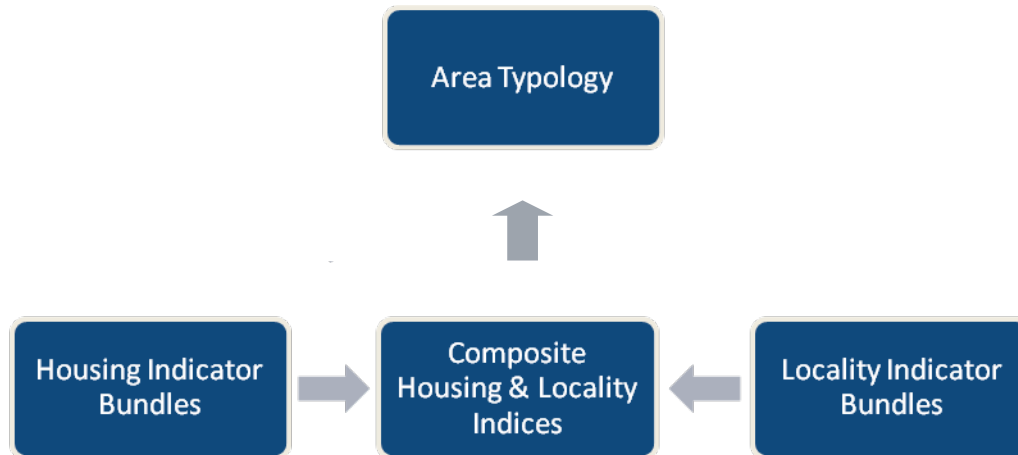 Area Typology
Housing Indicator
Bundles
Composite
Housing & Locality
Indices
Locality Indicator
Bundles